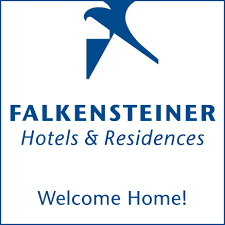 FALKENSTEINER
Hotels & Residences
Welcome Home!